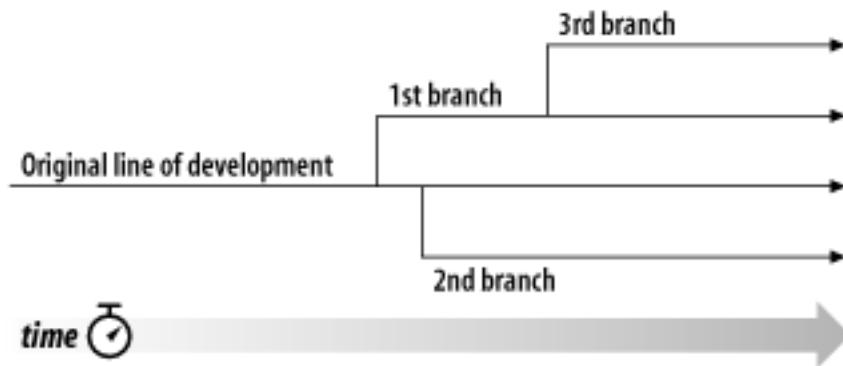 3rd branch
1st branch
Original line of development
2nd branch
time